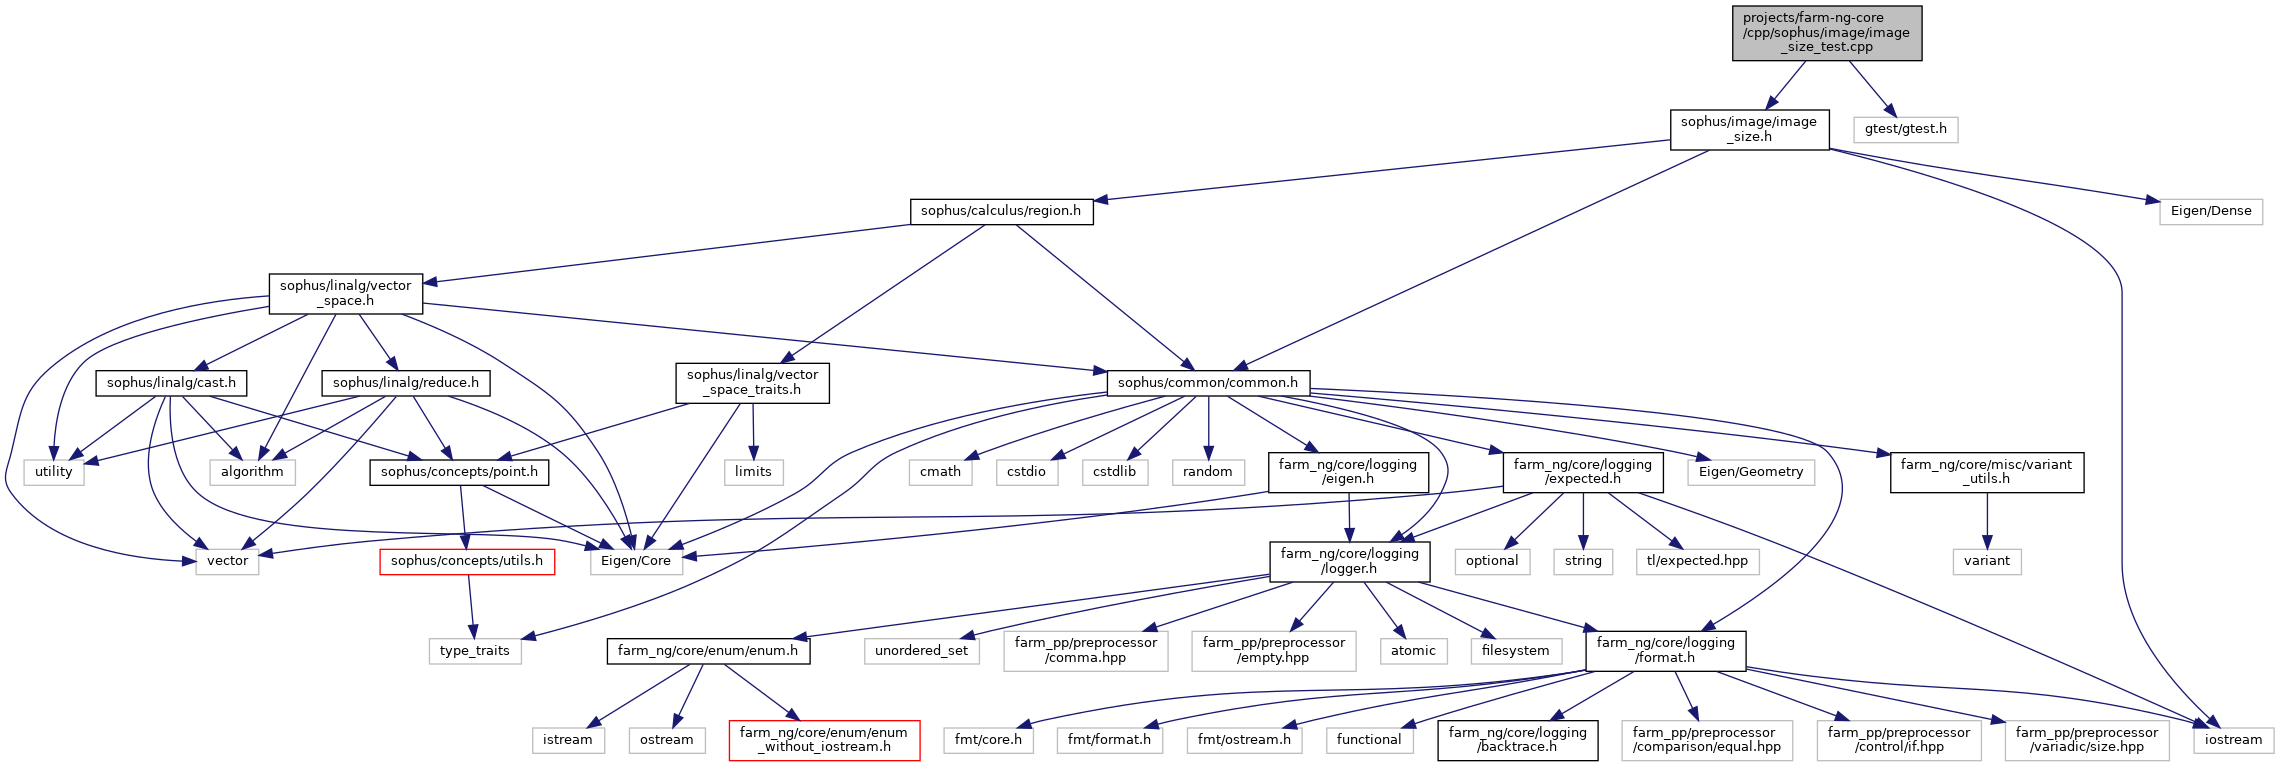 projects/farm-ng-core
/cpp/sophus/image/image
_size_test.cpp
sophus/image/image
_size.h
gtest/gtest.h
sophus/calculus/region.h
Eigen/Dense
sophus/linalg/vector
_space.h
sophus/linalg/cast.h
sophus/linalg/reduce.h
sophus/linalg/vector
_space_traits.h
sophus/common/common.h
utility
algorithm
sophus/concepts/point.h
limits
cmath
cstdio
cstdlib
random
farm_ng/core/logging
/eigen.h
farm_ng/core/logging
/expected.h
Eigen/Geometry
farm_ng/core/misc/variant
_utils.h
vector
sophus/concepts/utils.h
Eigen/Core
farm_ng/core/logging
/logger.h
optional
string
tl/expected.hpp
variant
type_traits
farm_ng/core/enum/enum.h
unordered_set
farm_pp/preprocessor
/comma.hpp
farm_pp/preprocessor
/empty.hpp
atomic
filesystem
farm_ng/core/logging
/format.h
istream
ostream
farm_ng/core/enum/enum
_without_iostream.h
fmt/core.h
fmt/format.h
fmt/ostream.h
functional
farm_ng/core/logging
/backtrace.h
farm_pp/preprocessor
/comparison/equal.hpp
farm_pp/preprocessor
/control/if.hpp
farm_pp/preprocessor
/variadic/size.hpp
iostream